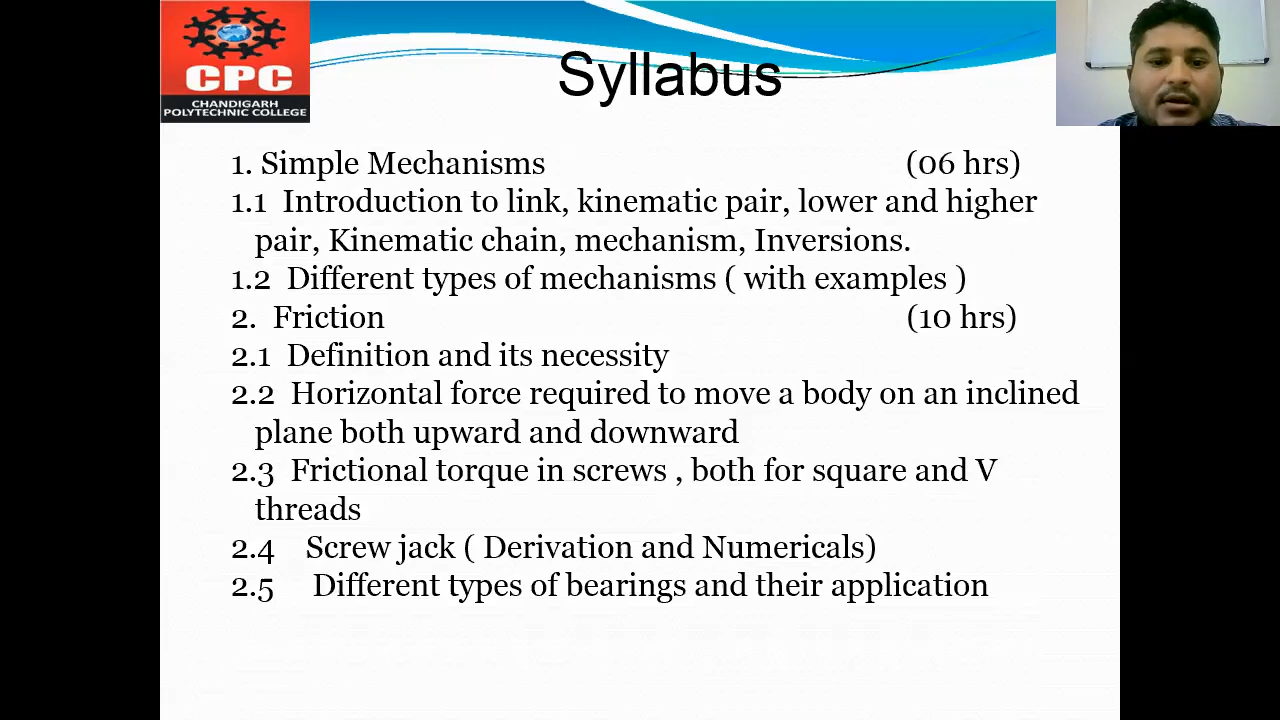 CPC
CHANDIGARH
POLYTECHNIC COLLEGE
Syllabus
1. Simple Mechanisms (06 hrs)
1.1 Introduction to link, kinematic pair, lower and higher
pair, Kinematic chain, mechanism, Inversions.
1.2 Different types of mechanisms ( with examples )
2. Friction (10 hrs)
2.1 Definition and its necessity
2.2 Horizontal force required to move a body on an inclined
plane both upward and downward
2.3 Frictional torque in screws , both for square and V
threads
2.4 Screw jack ( Derivation and Numericals)
2.5 Different types of bearings and their application